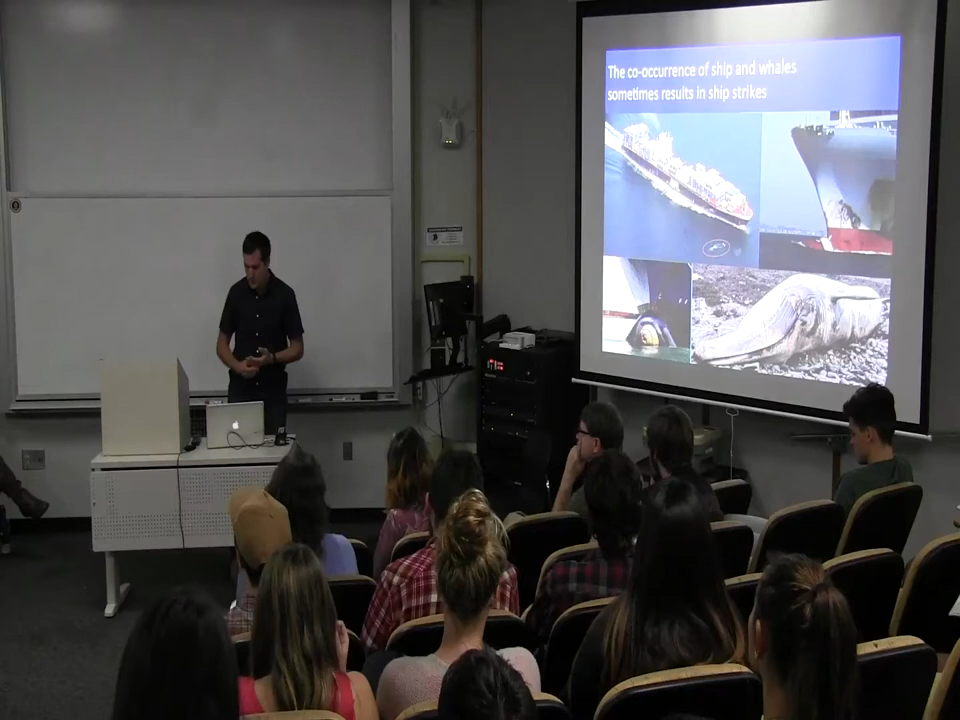 The co-occurrence of ship and whales
sometimes results in ship strikes